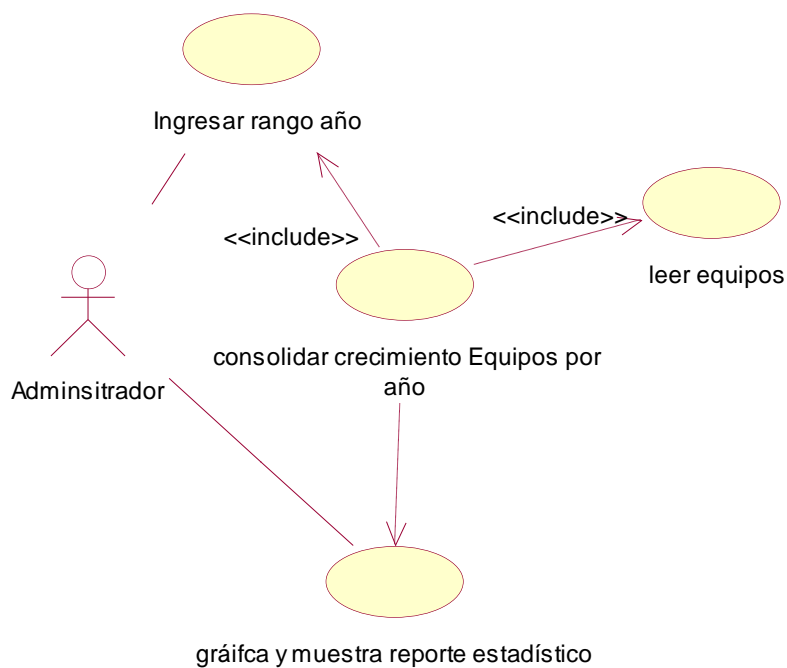 Ingresar rango año
<<include>>
<<include>>
leer equipos
consolidar crecimiento Equipos por
año
Adminsitrador
gráifca y muestra reporte estadístico